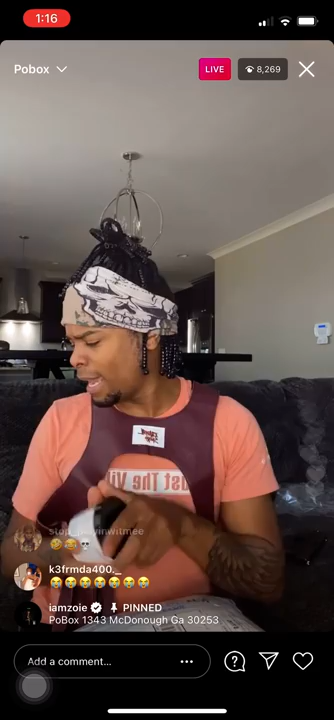 1:16
Pobox
LIVE
8,269
k3frmda400._
😭😭😭😭😭😭😭
iamzoie PINNED
PoBox 1343 McDonough Ga 30253
Add a comment...